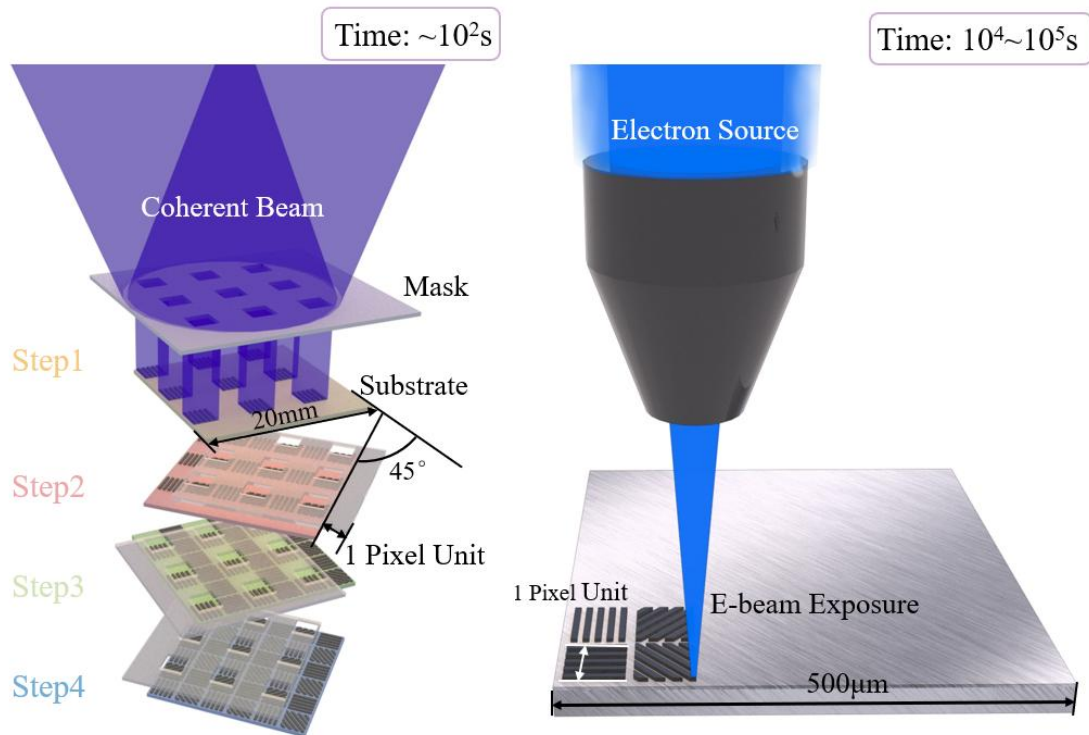 Time: ~10²s
Time: 10⁴~10⁵s
Electron Source
Coherent Beam
Mask
Step1
Substrate
20mm
45°
Step2
1 Pixel Unit
Step3
1 Pixel Unit
E-beam Exposure
Step4
500μm